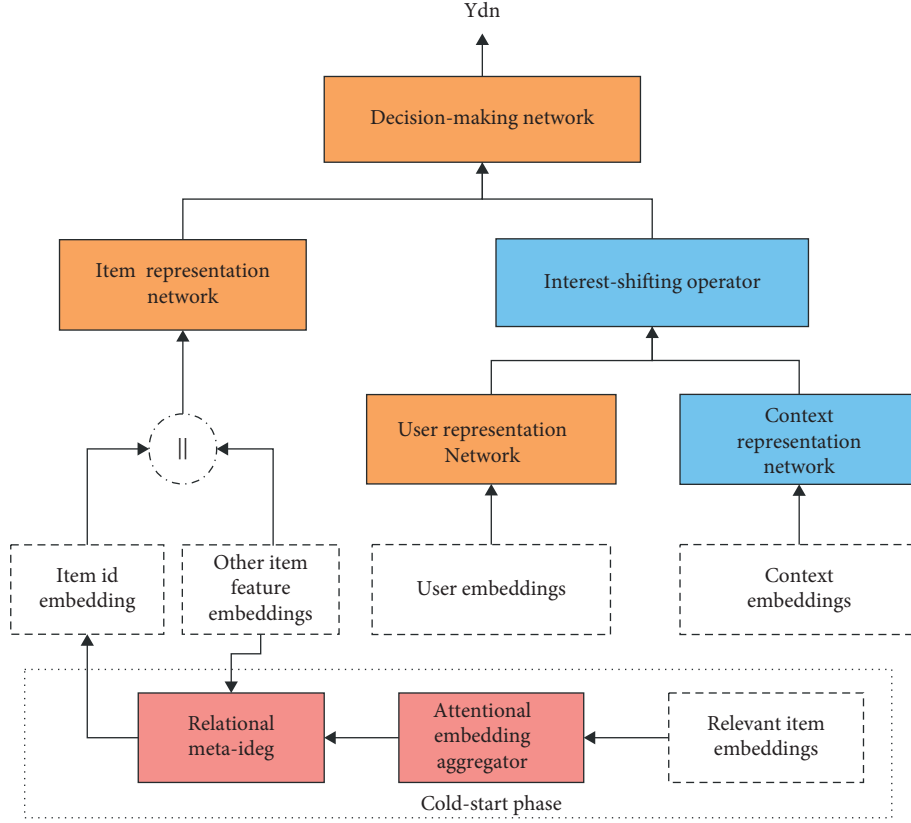 Ydn
Decision-making network
Item representation
network
Interest-shifting operator
||
User representation
Network
Context
representation
network
Item id
embedding
Other item
feature
embeddings
User embeddings
Context
embeddings
Relational
meta-ideg
Attentional
embedding
aggregator
Relevant item
embeddings
Cold-start phase